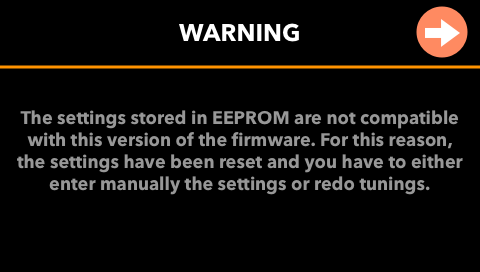 WARNING
The settings stored in EEPROM are not compatible
with this version of the firmware. For this reason,
the settings have been reset and you have to either
enter manually the settings or redo tunings.